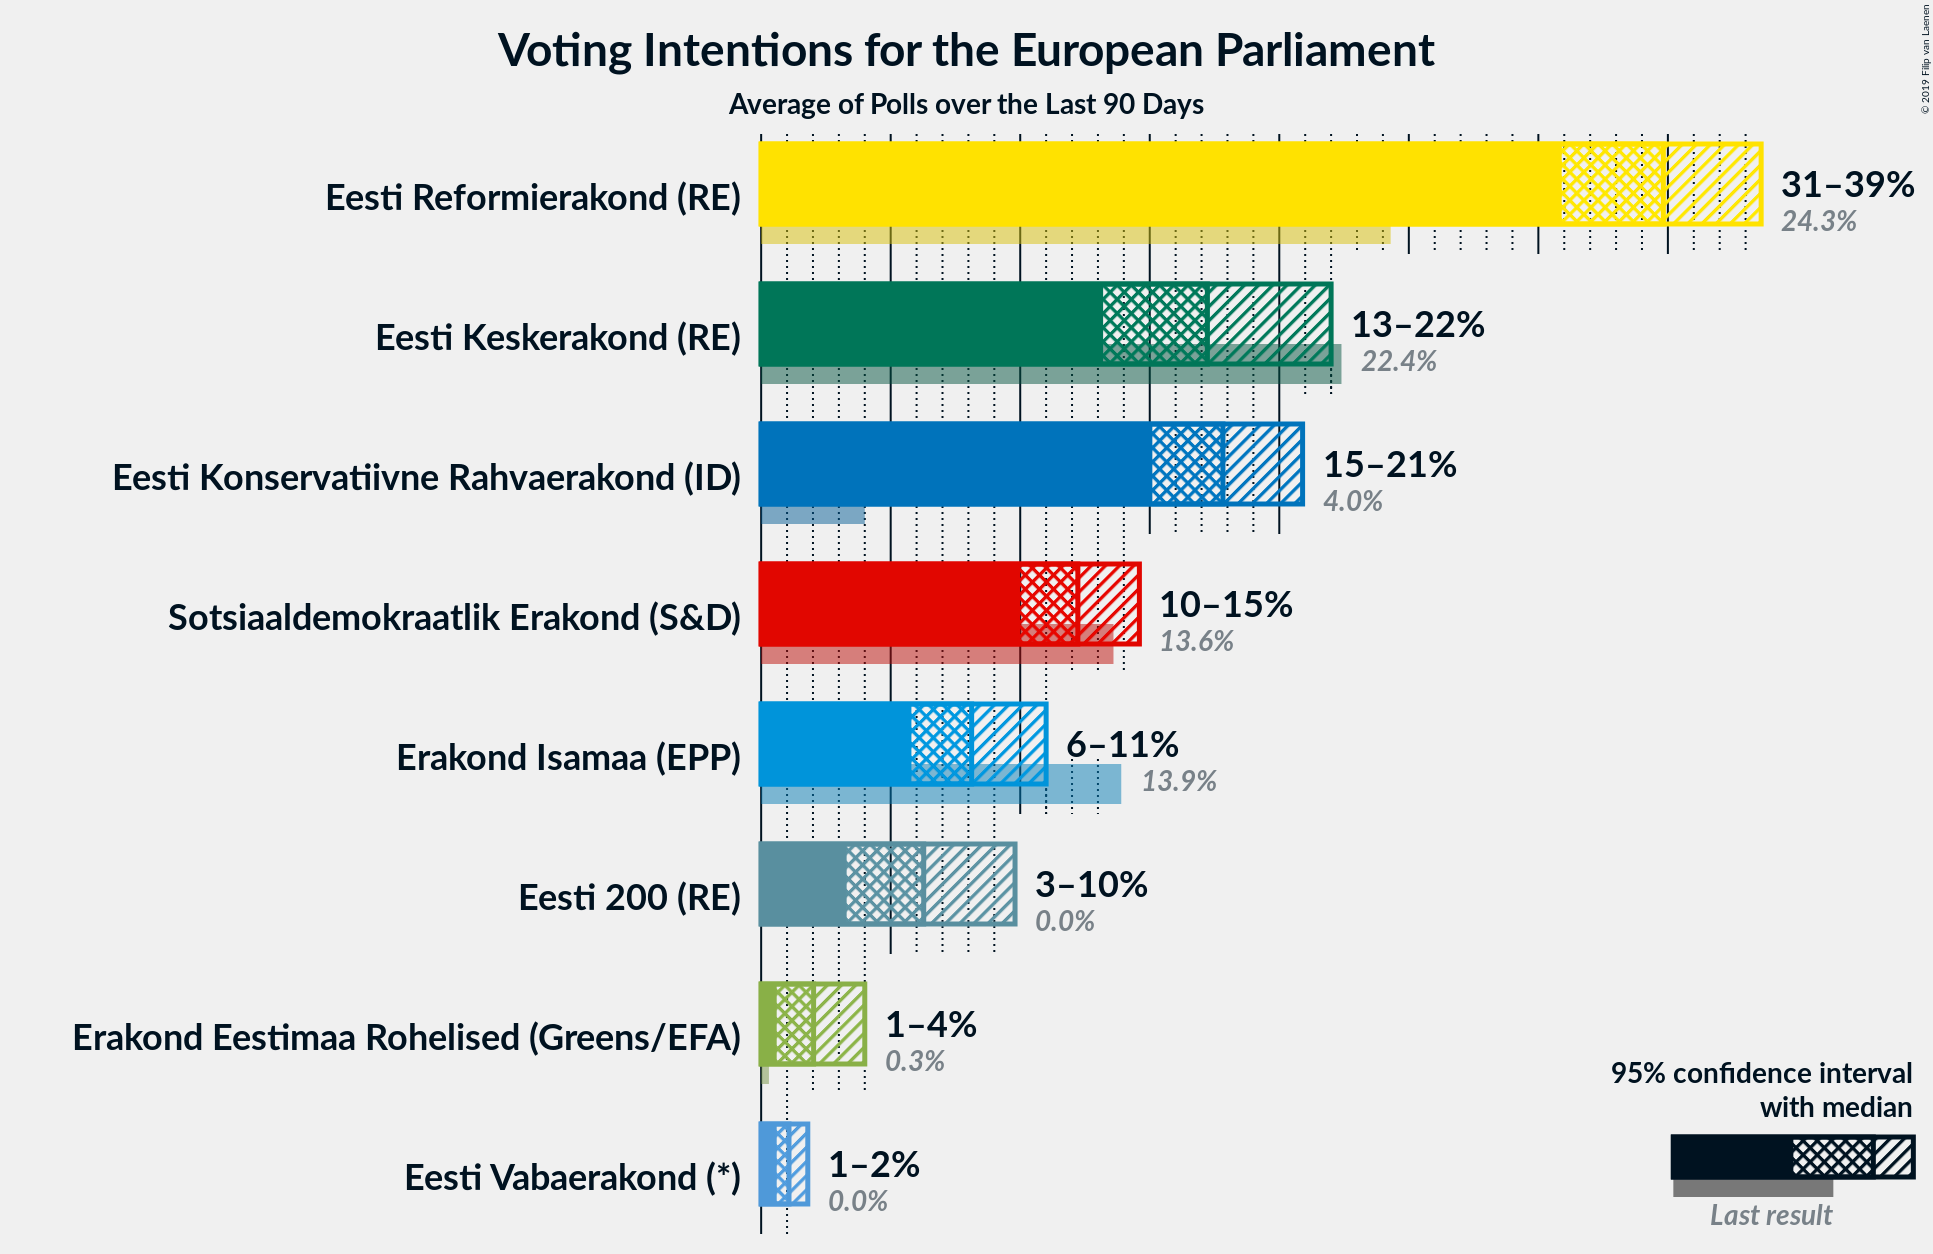 © 2019 Filip van Laenen
Voting Intentions for the European Parliament
Average of Polls over the Last 90 Days
Eesti Reformierakond (RE)
31–39%
24.3%
Eesti Keskerakond (RE)
13–22%
22.4%
Eesti Konservatiivne Rahvaerakond (ID)
15–21%
4.0%
Sotsiaaldemokraatlik Erakond (S&D)
10–15%
13.6%
Erakond Isamaa (EPP)
6–11%
13.9%
Eesti 200 (RE)
3–10%
0.0%
Erakond Eestimaa Rohelised (Greens/EFA)
1–4%
0.3%
Eesti Vabaerakond (*)
1–2%
0.0%
95% confidence interval
with median
Last result